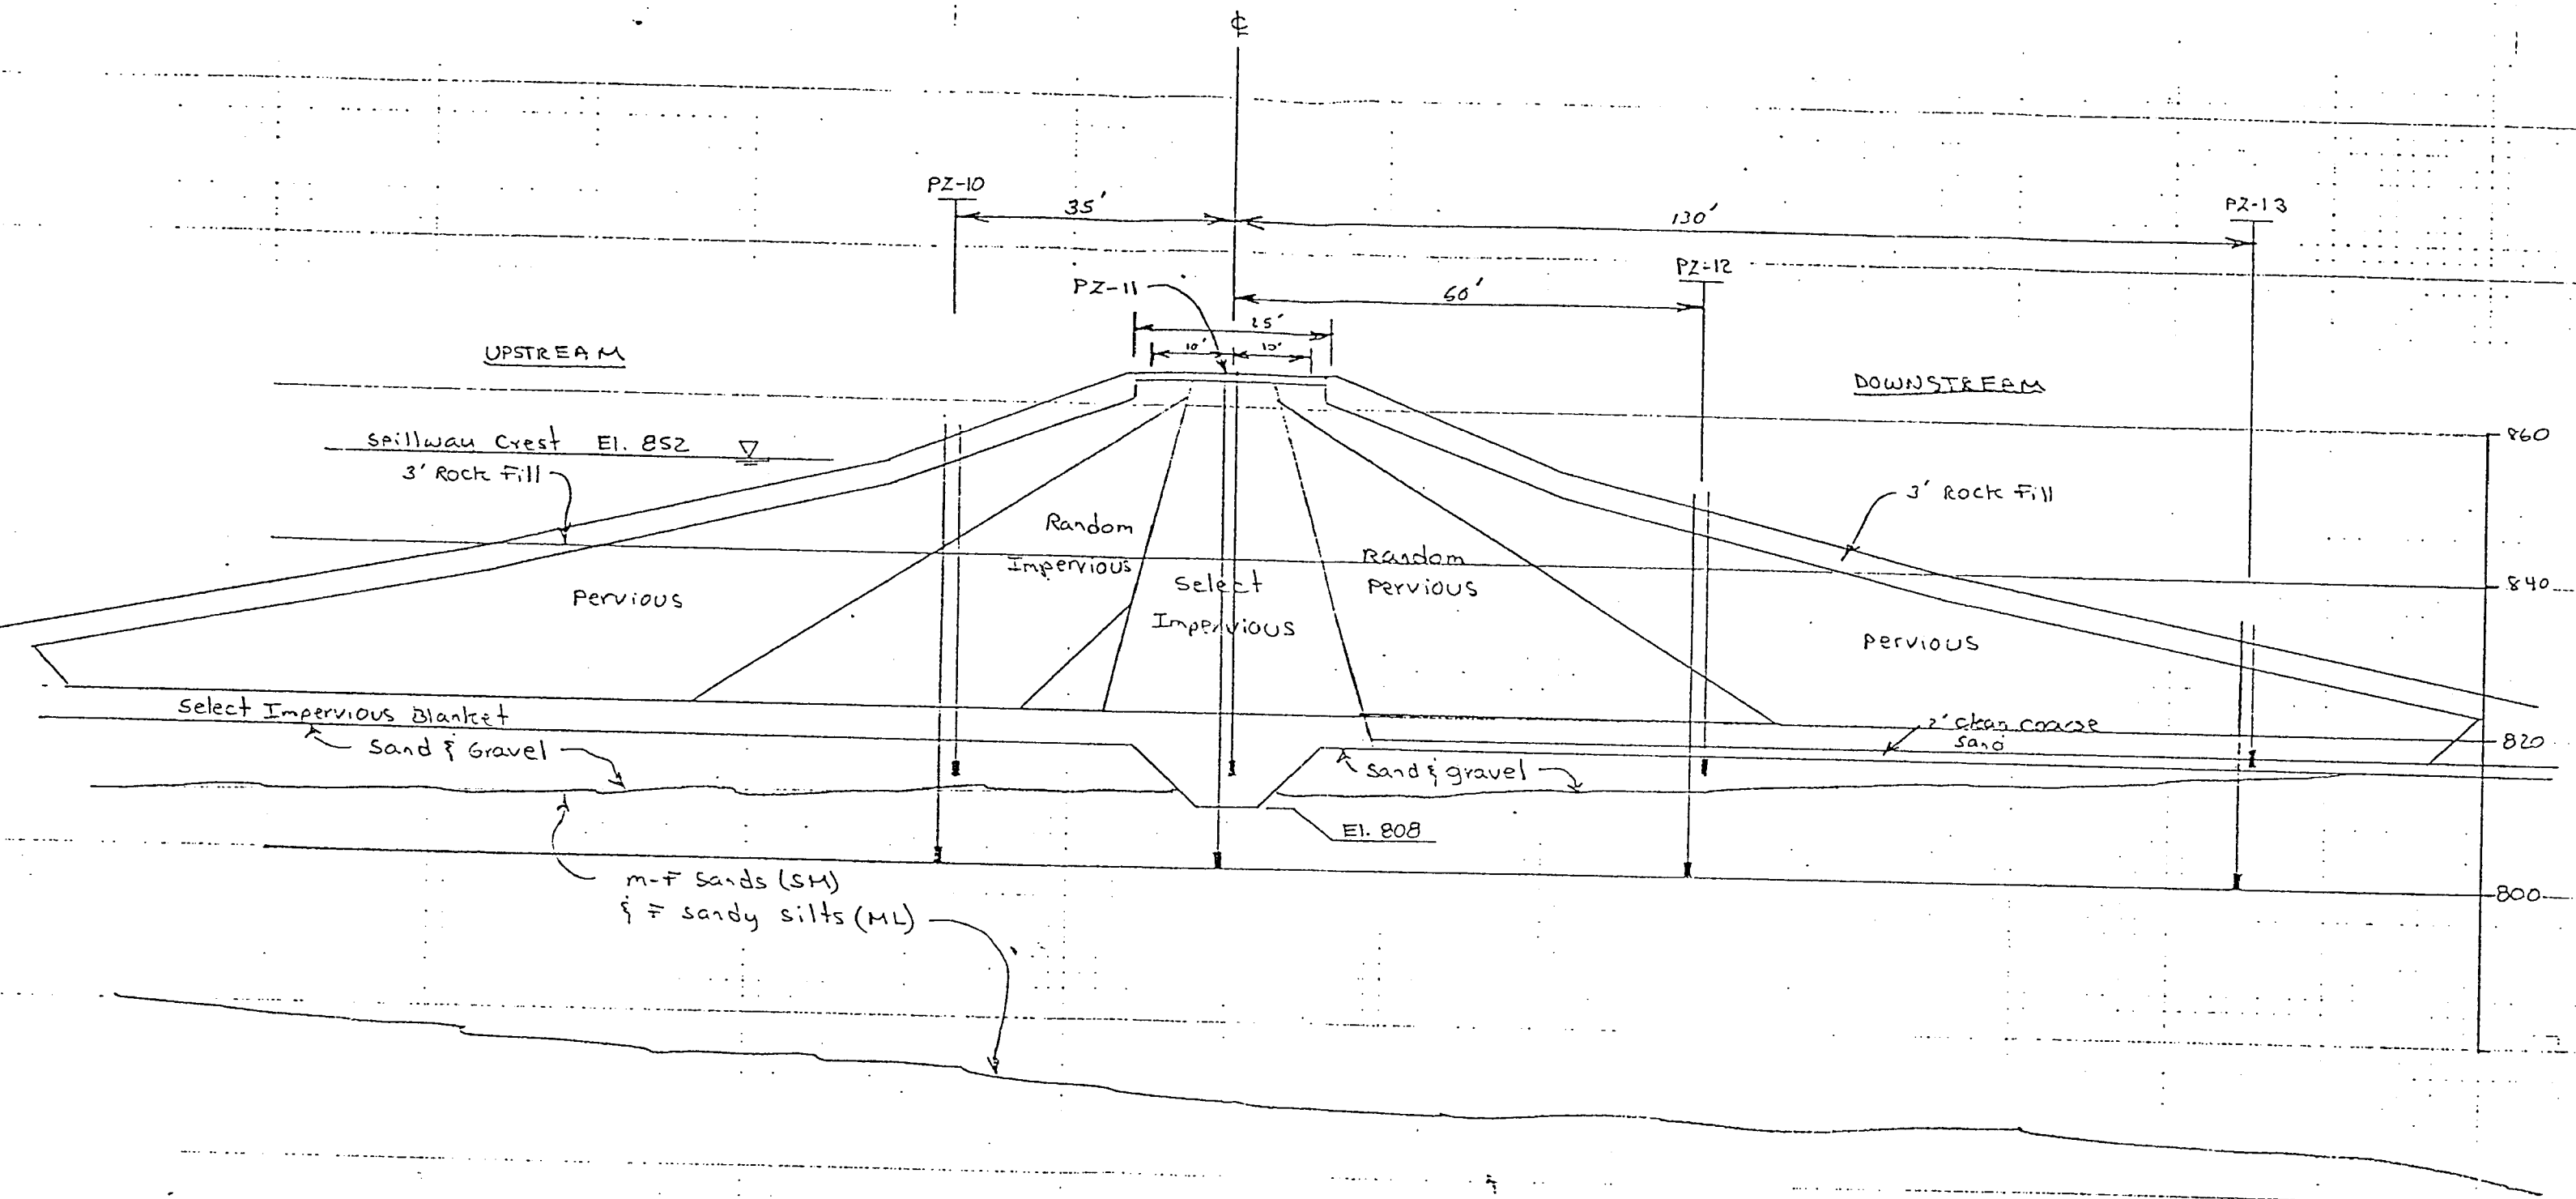 ℄
PZ-10
35'
130'
PZ-13
PZ-12
PZ-11
60'
25'
10'
10'
UPSTREAM
DOWNSTREAM
Spillway Crest El. 852
860
3' Rock Fill
3' Rock Fill
Random
Impervious
Random
Pervious
Select
Impervious
840
Pervious
Pervious
Select Impervious Blanket
2' Clean Coarse
Sand
820
Sand & Gravel
Sand & gravel
El. 808
m-F Sands (SM)
& F sandy silts (ML)
800